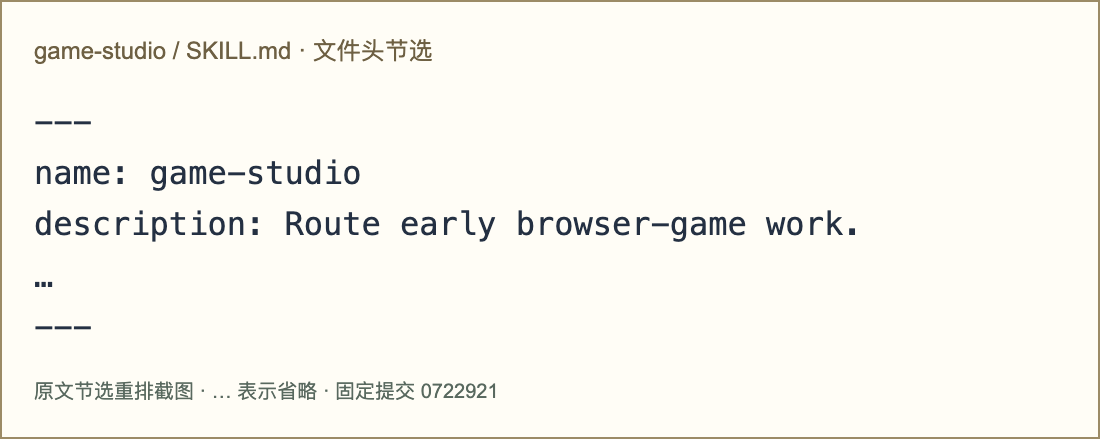 game-studio / SKILL.md · 文件头节选
---
name: game-studio
description: Route early browser-game work.
…
---
原文节选重排截图 · … 表示省略 · 固定提交 0722921